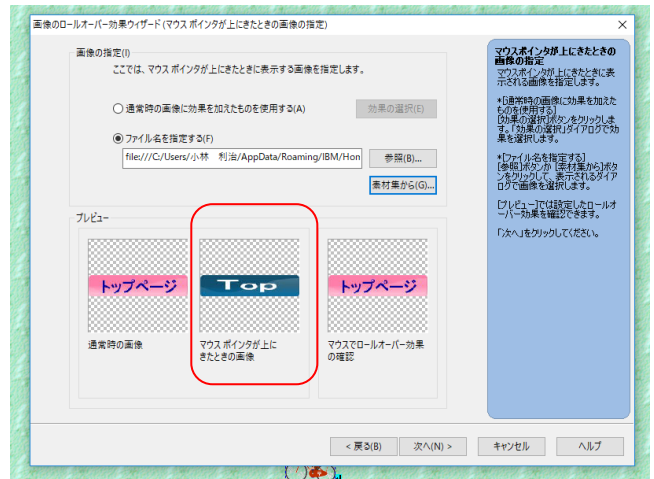 画像のロールオーバー効果ウィザード(マウス ポインタが上にきたときの画像の指定)
画像の指定(I)
ここでは、マウス ポインタが上にきたときに表示する画像を指定します。
通常時の画像に効果を加えたものを使用する(A)
効果の選択(E)
ファイル名を指定する(F)
file:///C:/Users/小林 利治/AppData/Roaming/IBM/Hon
参照(B)...
素材集から(G)...
プレビュー
トップページ
Top
トップページ
通常時の画像
マウス ポインタが上に
きたときの画像
マウスでロールオーバー効果
の確認
マウスポインタが上にきたときの
画像の指定
マウスポインタが上にきたときに表
示される画像を指定します。
*[通常時の画像に効果を加えた
ものを使用する]
[効果の選択]ボタンをクリックしま
す。「効果の選択」ダイアログで効
果を選択します。
*[ファイル名を指定する]
[参照]ボタンか [素材集から]ボタ
ンをクリックして、表示されるダイア
ログで画像を選択します。
[プレビュー]では設定したロールオ
ーバー効果を確認できます。
「次へ」をクリックしてください。
< 戻る(B)
次へ(N) >
キャンセル
ヘルプ